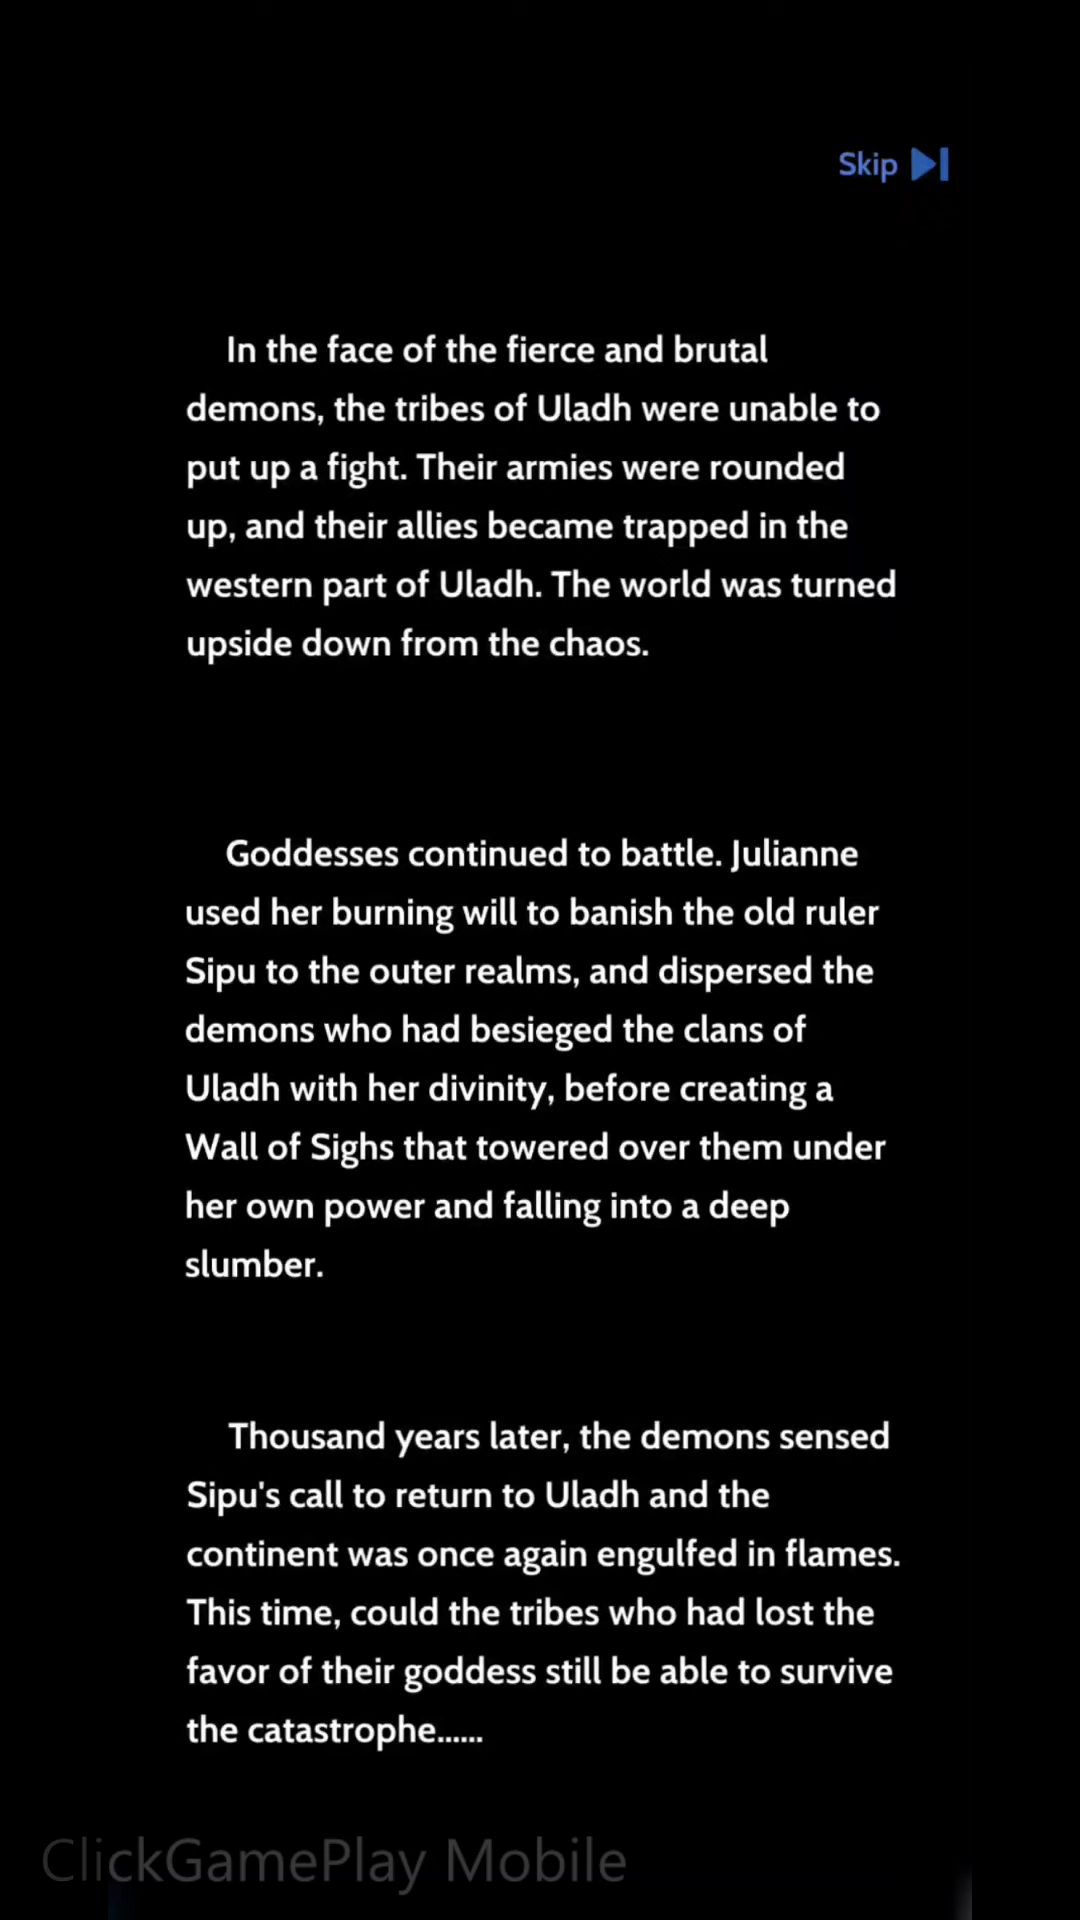 Skip
In the face of the fierce and brutal
demons, the tribes of Uladh were unable to
put up a fight. Their armies were rounded
up, and their allies became trapped in the
western part of Uladh. The world was turned
upside down from the chaos.
Goddesses continued to battle. Julianne
used her burning will to banish the old ruler
Sipu to the outer realms, and dispersed the
demons who had besieged the clans of
Uladh with her divinity, before creating a
Wall of Sighs that towered over them under
her own power and falling into a deep
slumber.
Thousand years later, the demons sensed
Sipu's call to return to Uladh and the
continent was once again engulfed in flames.
This time, could the tribes who had lost the
favor of their goddess still be able to survive
the catastrophe......
ClickGamePlay Mobile